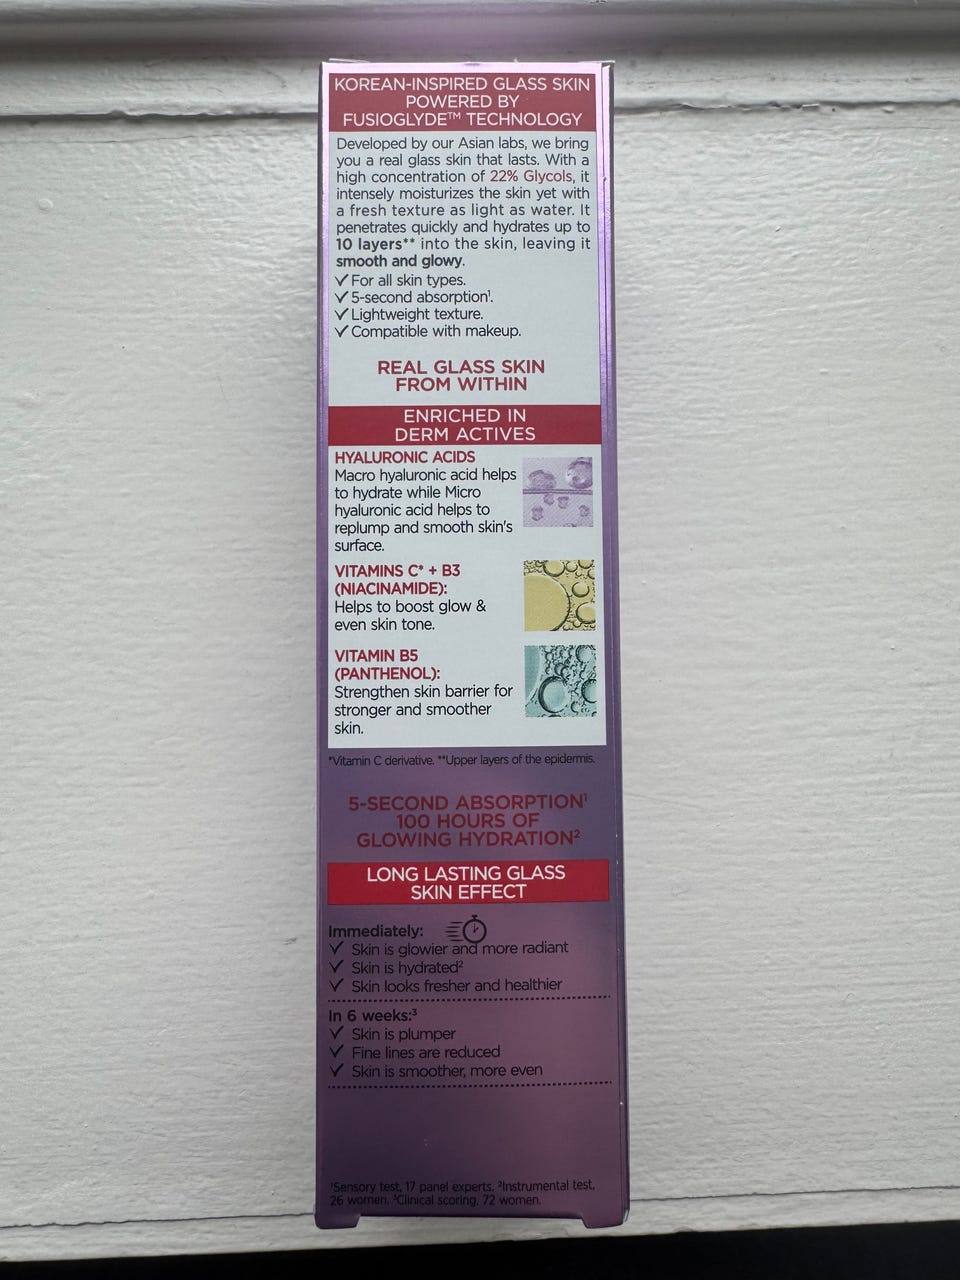 KOREAN-INSPIRED GLASS SKIN
POWERED BY
FUSIOGLYDE™ TECHNOLOGY
Developed by our Asian labs, we bring
you a real glass skin that lasts. With a
high concentration of 22% Glycols, it
intensely moisturizes the skin yet with
a fresh texture as light as water. It
penetrates quickly and hydrates up to
10 layers** into the skin, leaving it
smooth and glowy.
✓ For all skin types.
✓ 5-second absorption¹.
✓ Lightweight texture.
✓ Compatible with makeup.
REAL GLASS SKIN
FROM WITHIN
ENRICHED IN
DERM ACTIVES
HYALURONIC ACIDS
Macro hyaluronic acid helps
to hydrate while Micro
hyaluronic acid helps to
replump and smooth skin's
surface.
VITAMINS C* + B3
(NIACINAMIDE):
Helps to boost glow &
even skin tone.
VITAMIN B5
(PANTHENOL):
Strengthen skin barrier for
stronger and smoother
skin.
*Vitamin C derivative. **Upper layers of the epidermis.
5-SECOND ABSORPTION¹
100 HOURS OF
GLOWING HYDRATION²
LONG LASTING GLASS
SKIN EFFECT
Immediately:
✓ Skin is glowier and more radiant
✓ Skin is hydrated²
✓ Skin looks fresher and healthier
In 6 weeks:³
✓ Skin is plumper
✓ Fine lines are reduced
✓ Skin is smoother, more even
¹Sensory test, 17 panel experts. ²Instrumental test,
26 women. ³Clinical scoring, 72 women.